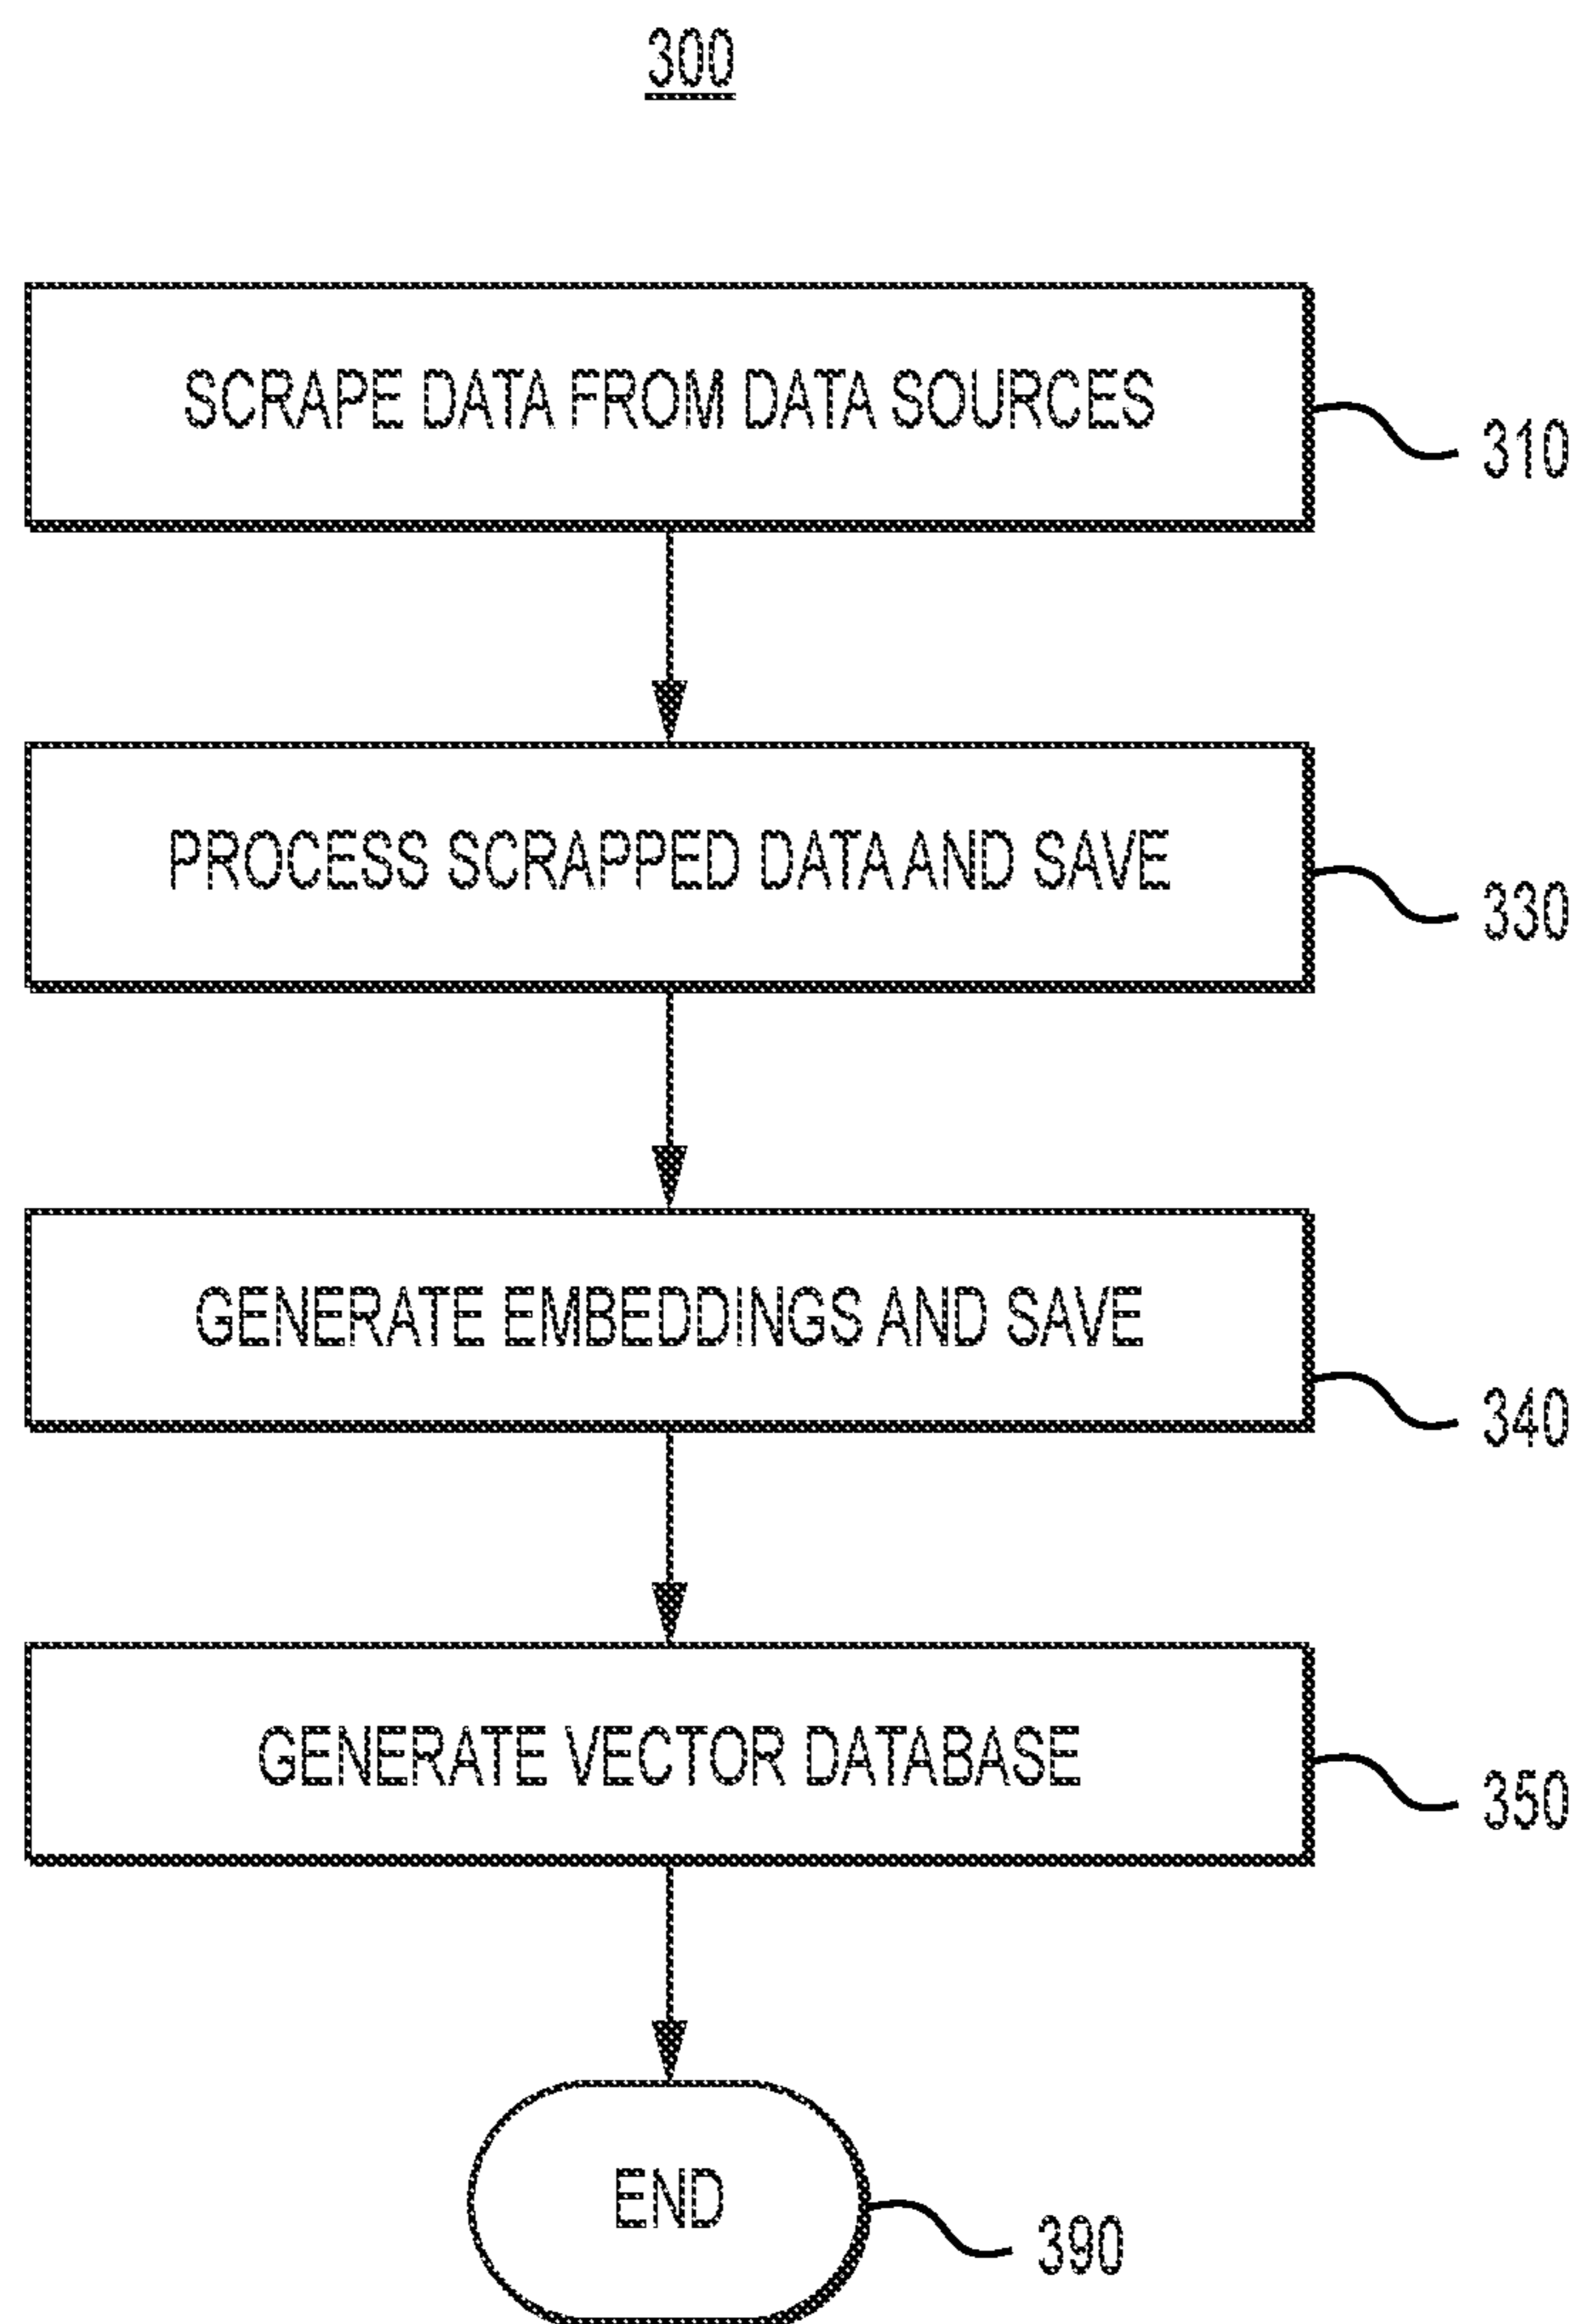 300
SCRAPE DATA FROM DATA SOURCES
310
PROCESS SCRAPPED DATA AND SAVE
330
GENERATE EMBEDDINGS AND SAVE
340
GENERATE VECTOR DATABASE
350
END
390